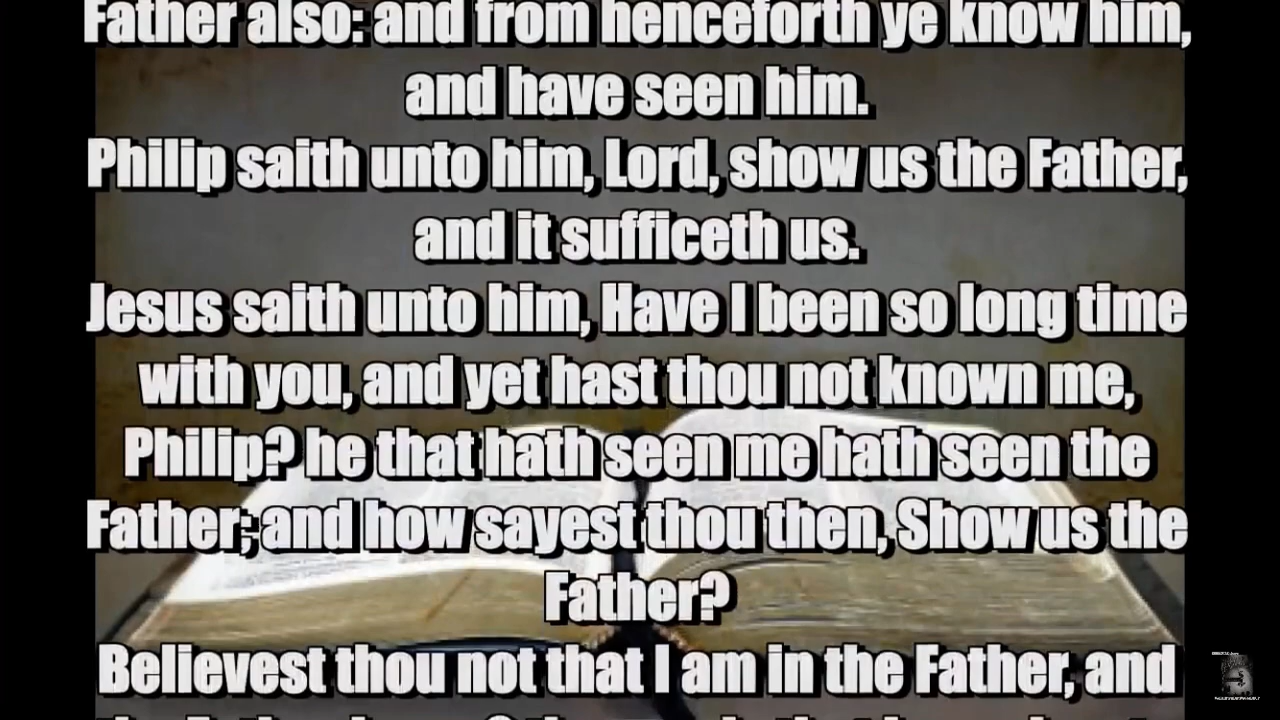 Father also: and from henceforth ye know him,
and have seen him.
Philip saith unto him, Lord, show us the Father,
and it sufficeth us.
Jesus saith unto him, Have I been so long time
with you, and yet hast thou not known me,
Philip? he that hath seen me hath seen the
Father; and how sayest thou then, Show us the
Father?
Believest thou not that I am in the Father, and